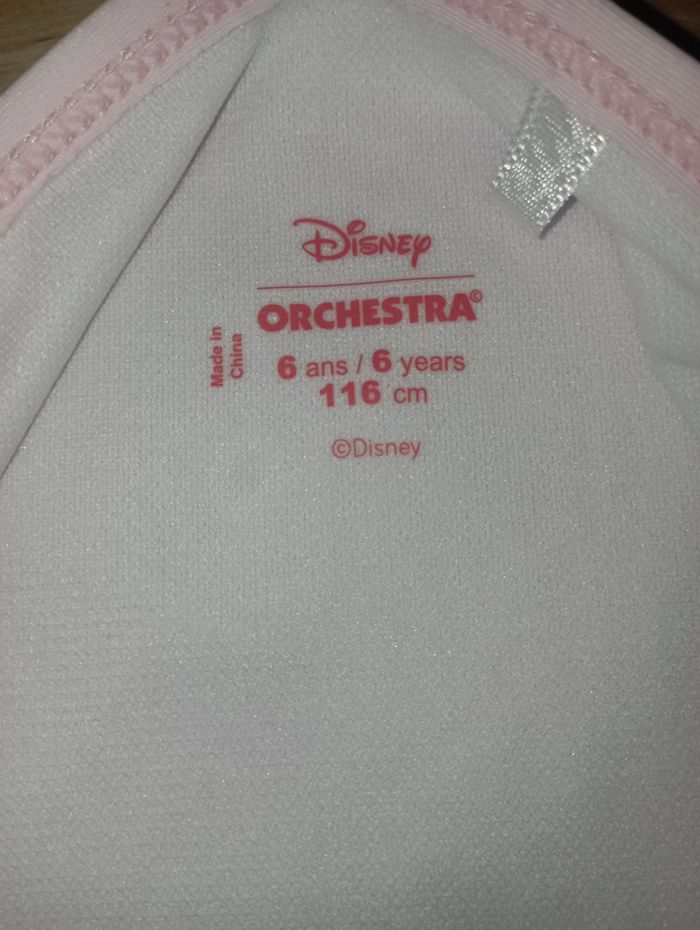 Disney
ORCHESTRA©
Made in
China
6 ans / 6 years
116 cm
©Disney